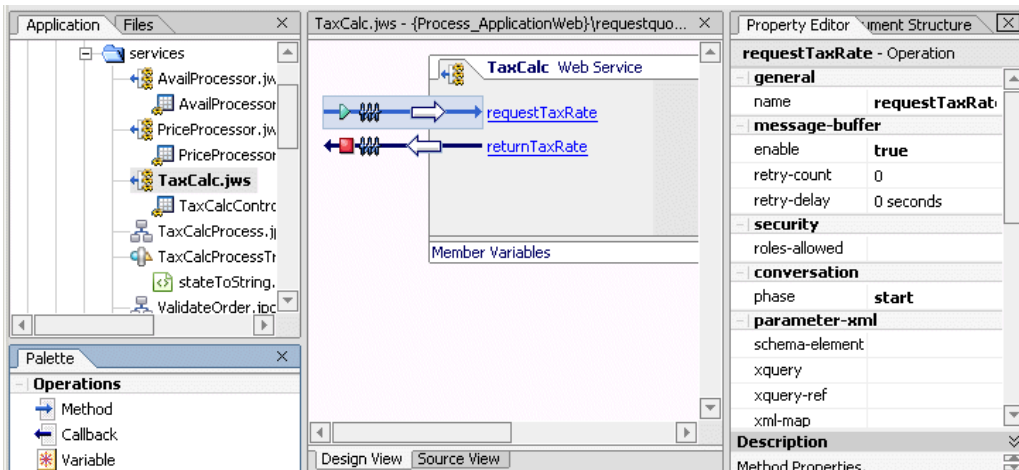 Application Files
services
AvailProcessor.jw
AvailProcessor
PriceProcessor.jw
PriceProcessor
TaxCalc.jws
TaxCalcContro
TaxCalcProcess.j
TaxCalcProcessTr
stateToString.
ValidateOrder.jpc
Palette
Operations
Method
Callback
Variable
TaxCalc.jws - {Process_ApplicationWeb}\requestquo...
TaxCalc Web Service
requestTaxRate
returnTaxRate
Member Variables
Design View Source View
Property Editor ument Structure
requestTaxRate - Operation
general
name requestTaxRat
message-buffer
enable true
retry-count 0
retry-delay 0 seconds
security
roles-allowed
conversation
phase start
parameter-xml
schema-element
xquery
xquery-ref
xml-map
Description
Method Properties.